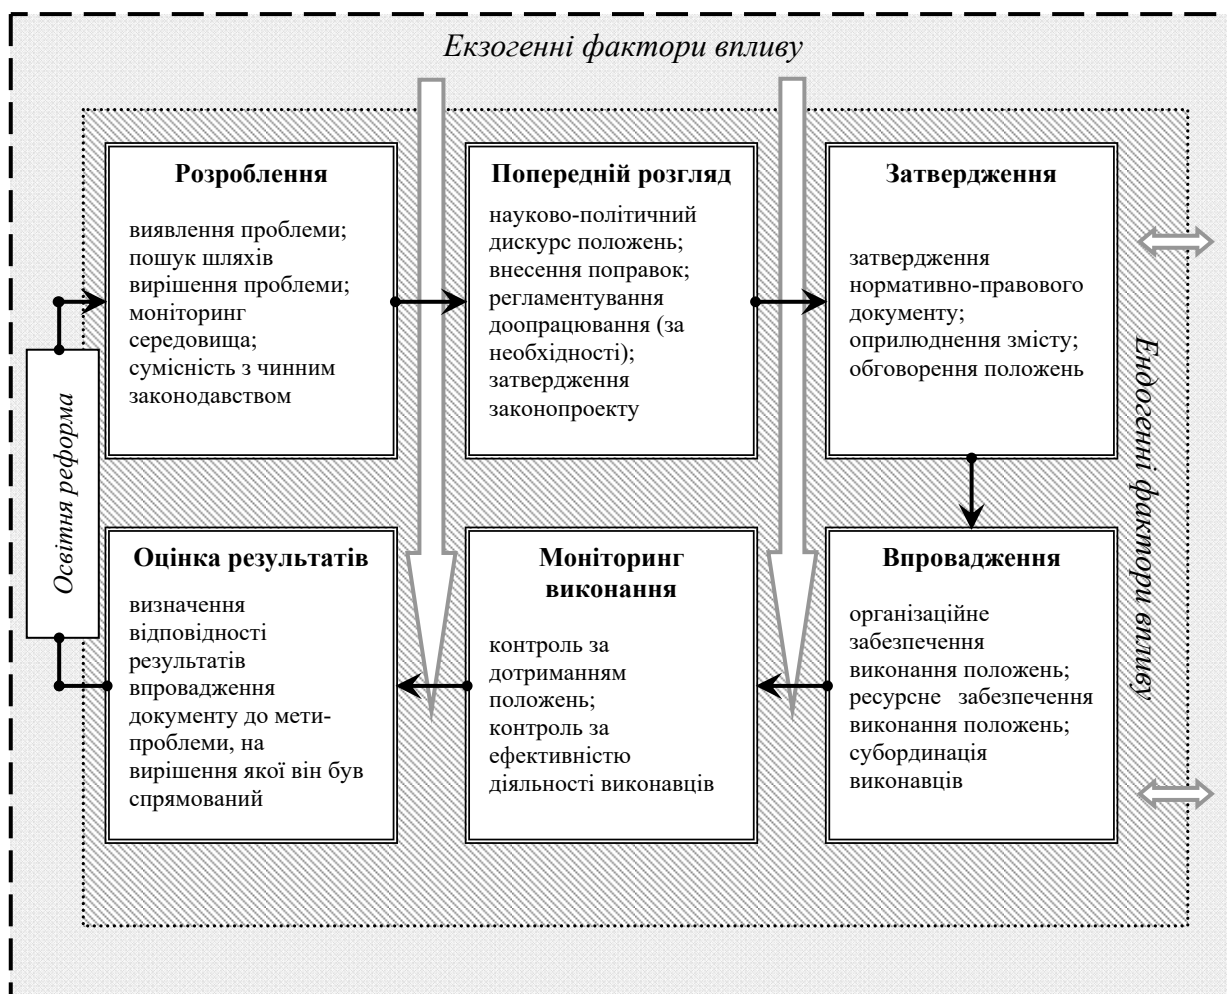 Екзогенні фактори впливу
Розроблення
виявлення проблеми;
пошук шляхів
вирішення проблеми;
моніторинг
середовища;
сумісність з чинним
законодавством
Попередній розгляд
науково-політичний
дискурс положень;
внесення поправок;
регламентування
доопрацювання (за
необхідності);
затвердження
законопроекту
Затвердження
затвердження
нормативно-правового
документу;
оприлюднення змісту;
обговорення положень
Ендогенні фактори впливу
Освітня реформа
Оцінка результатів
визначення
відповідності
результатів
впровадження
документу до мети-
проблеми, на
вирішення якої він був
спрямований
Моніторинг
виконання
контроль за
дотриманням
положень;
контроль за
ефективністю
діяльності виконавців
Впровадження
організаційне
забезпечення
виконання положень;
ресурсне забезпечення
виконання положень;
субординація
виконавців